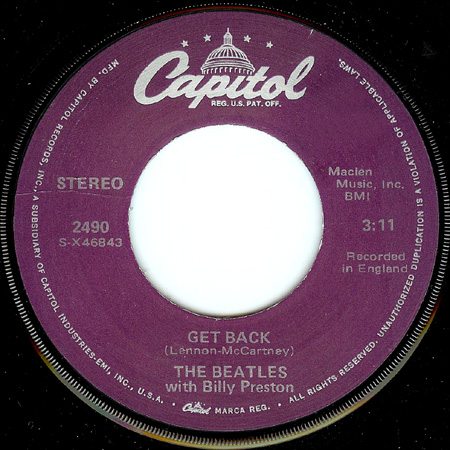 Capitol
REG. U.S. PAT. OFF.
MFD. BY CAPITOL RECORDS, INC., A SUBSIDIARY OF CAPITOL INDUSTRIES-EMI, INC., U.S.A. • Capitol MARCA REG. • ALL RIGHTS RESERVED. UNAUTHORIZED DUPLICATION IS A VIOLATION OF APPLICABLE LAWS.
STEREO
2490
S-X46843
Maclen
Music, Inc.
BMI
3:11
Recorded
in England
GET BACK
(Lennon-McCartney)
THE BEATLES
with Billy Preston